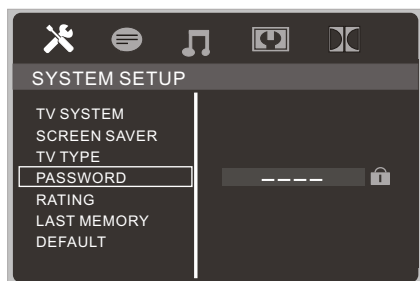 SYSTEM SETUP
TV SYSTEM
SCREEN SAVER
TV TYPE
PASSWORD
RATING
LAST MEMORY
DEFAULT